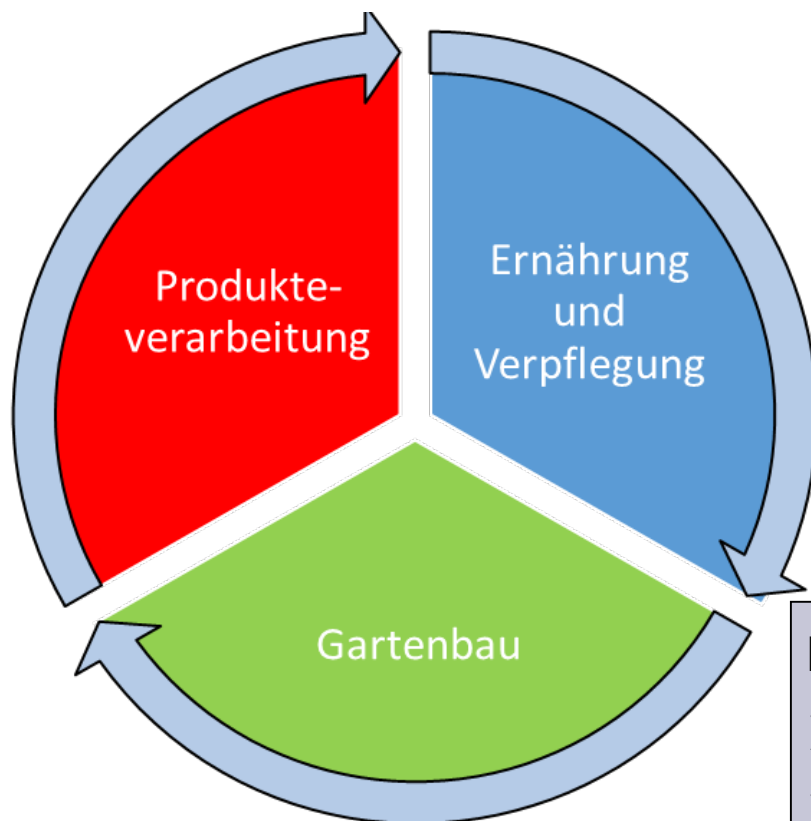 Produkte-
verarbeitung
Ernährung
und
Verpflegung
Gartenbau